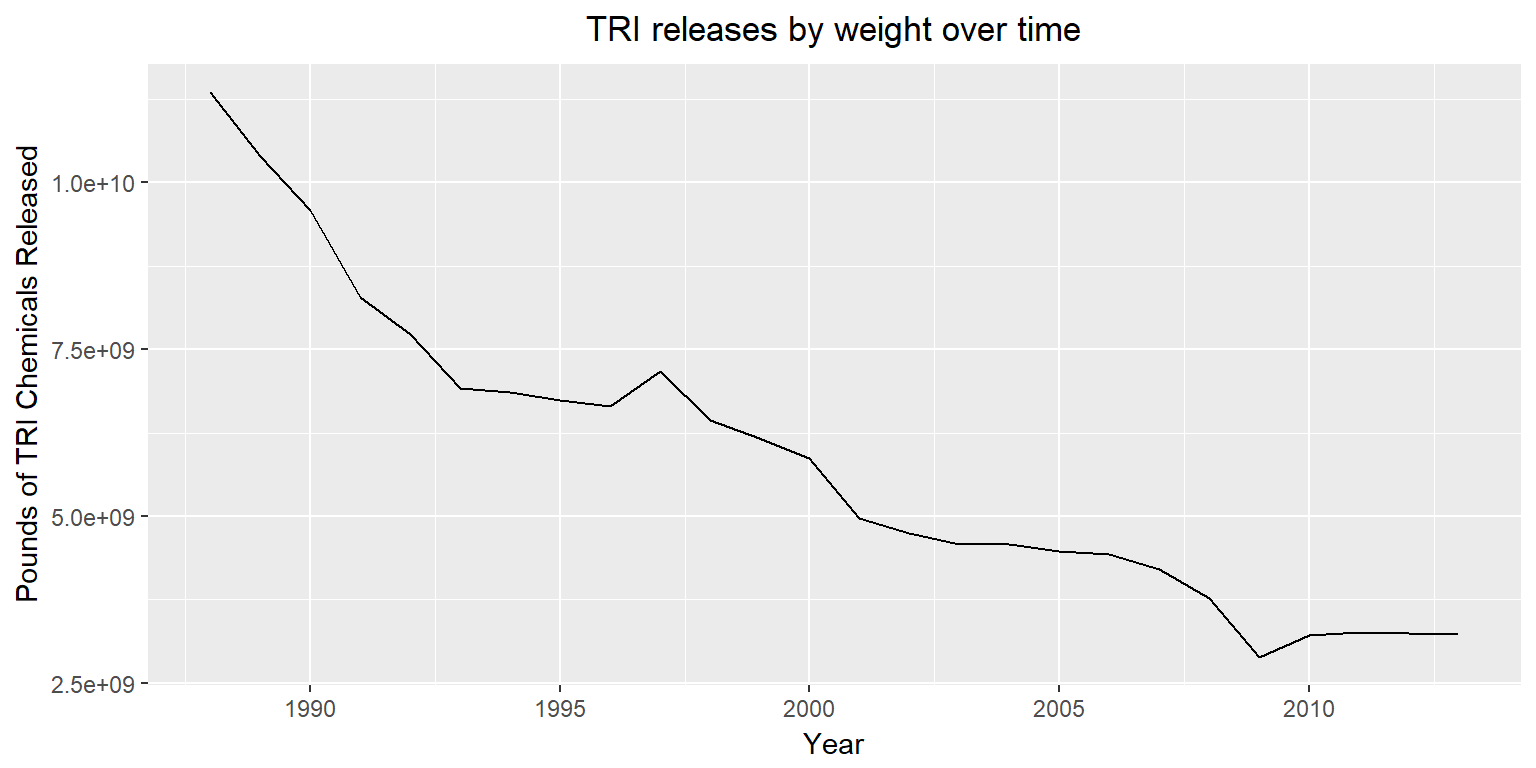 TRI releases by weight over time
Pounds of TRI Chemicals Released
1.0e+10
7.5e+09
5.0e+09
2.5e+09
1990 1995 2000 2005 2010
Year